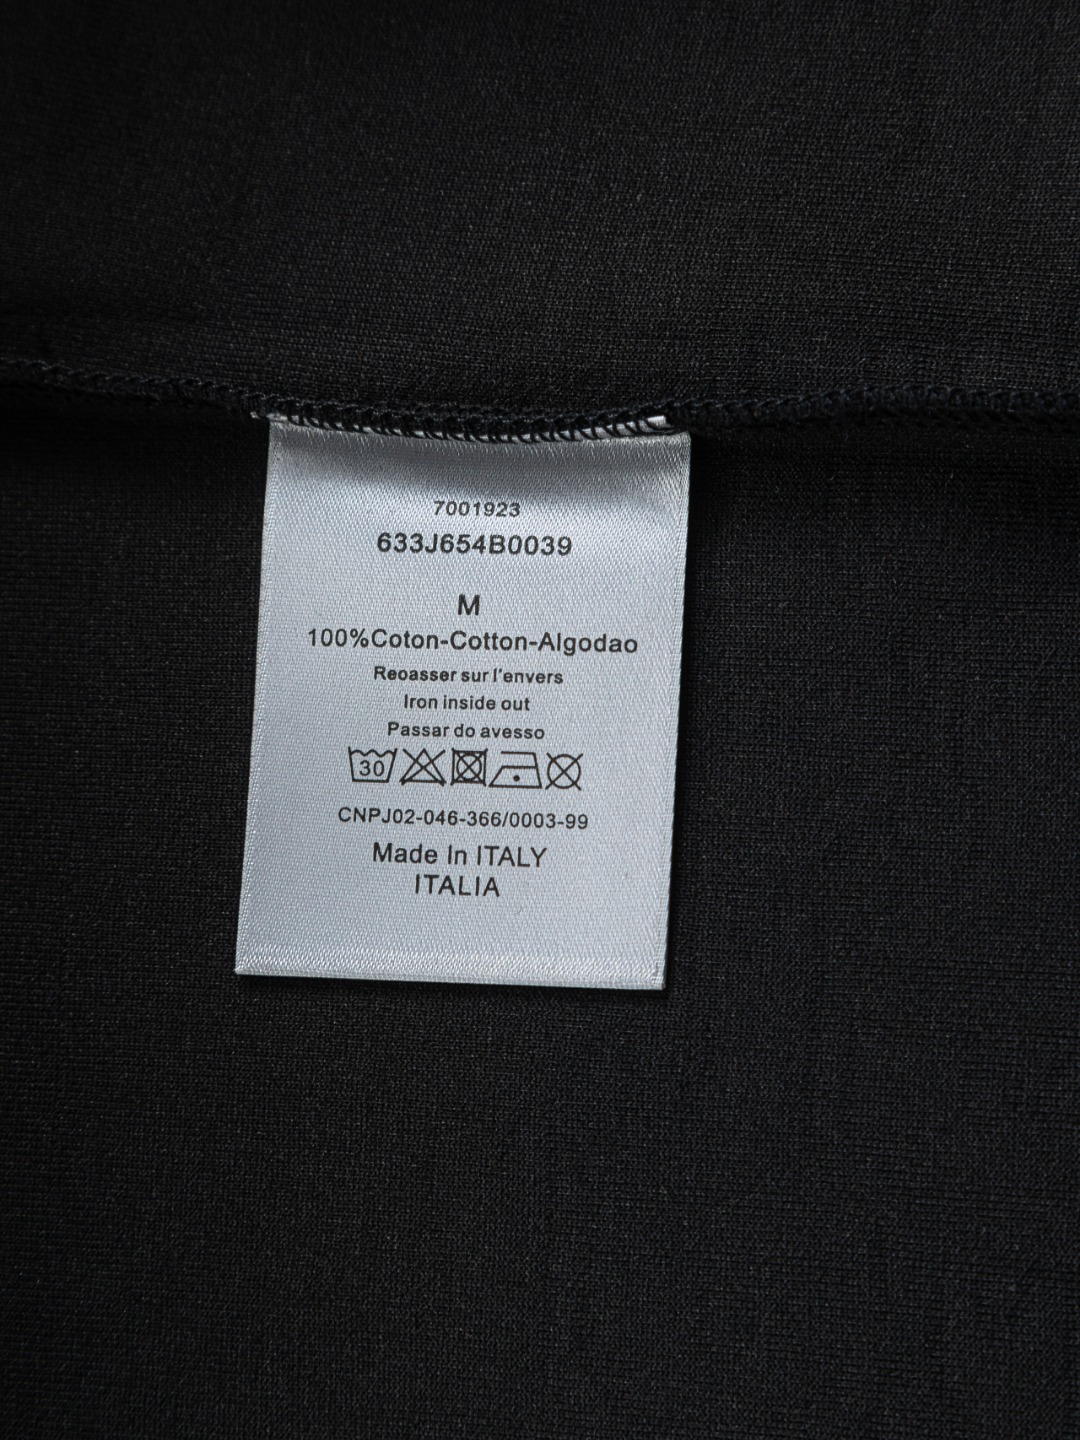 7001923
633J654B0039
M
100%Coton-Cotton-Algodao
Reoasser sur l'envers
Iron inside out
Passar do avesso
30
CNPJ02-046-366/0003-99
Made In ITALY
ITALIA